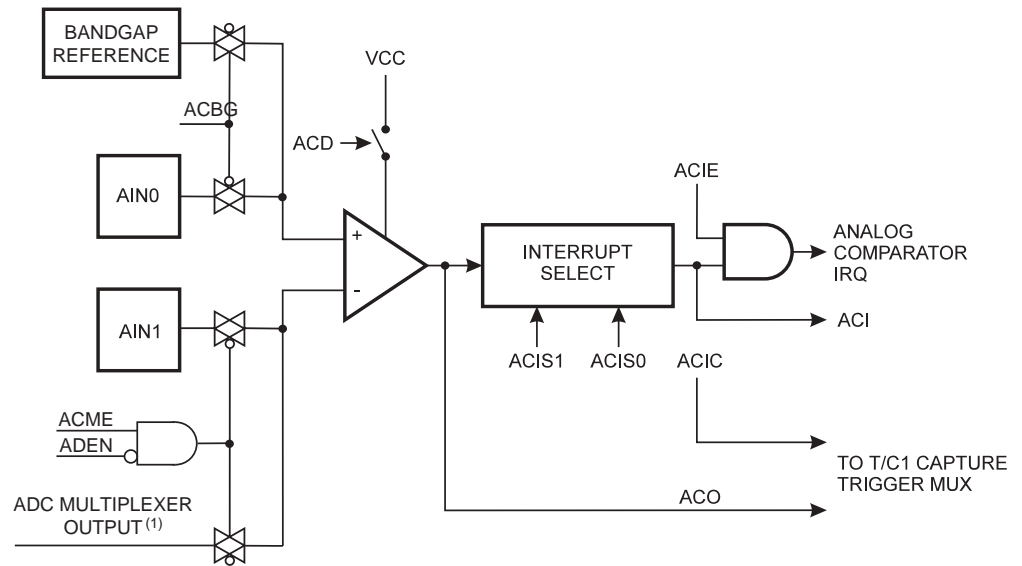 BANDGAP
REFERENCE
VCC
ACBG
ACD
AIN0
ACIE
+
INTERRUPT
SELECT
ANALOG
COMPARATOR
IRQ
-
AIN1
ACI
ACIS1
ACIS0
ACIC
ACME
ADEN
TO T/C1 CAPTURE
TRIGGER MUX
ACO
ADC MULTIPLEXER
OUTPUT (1)